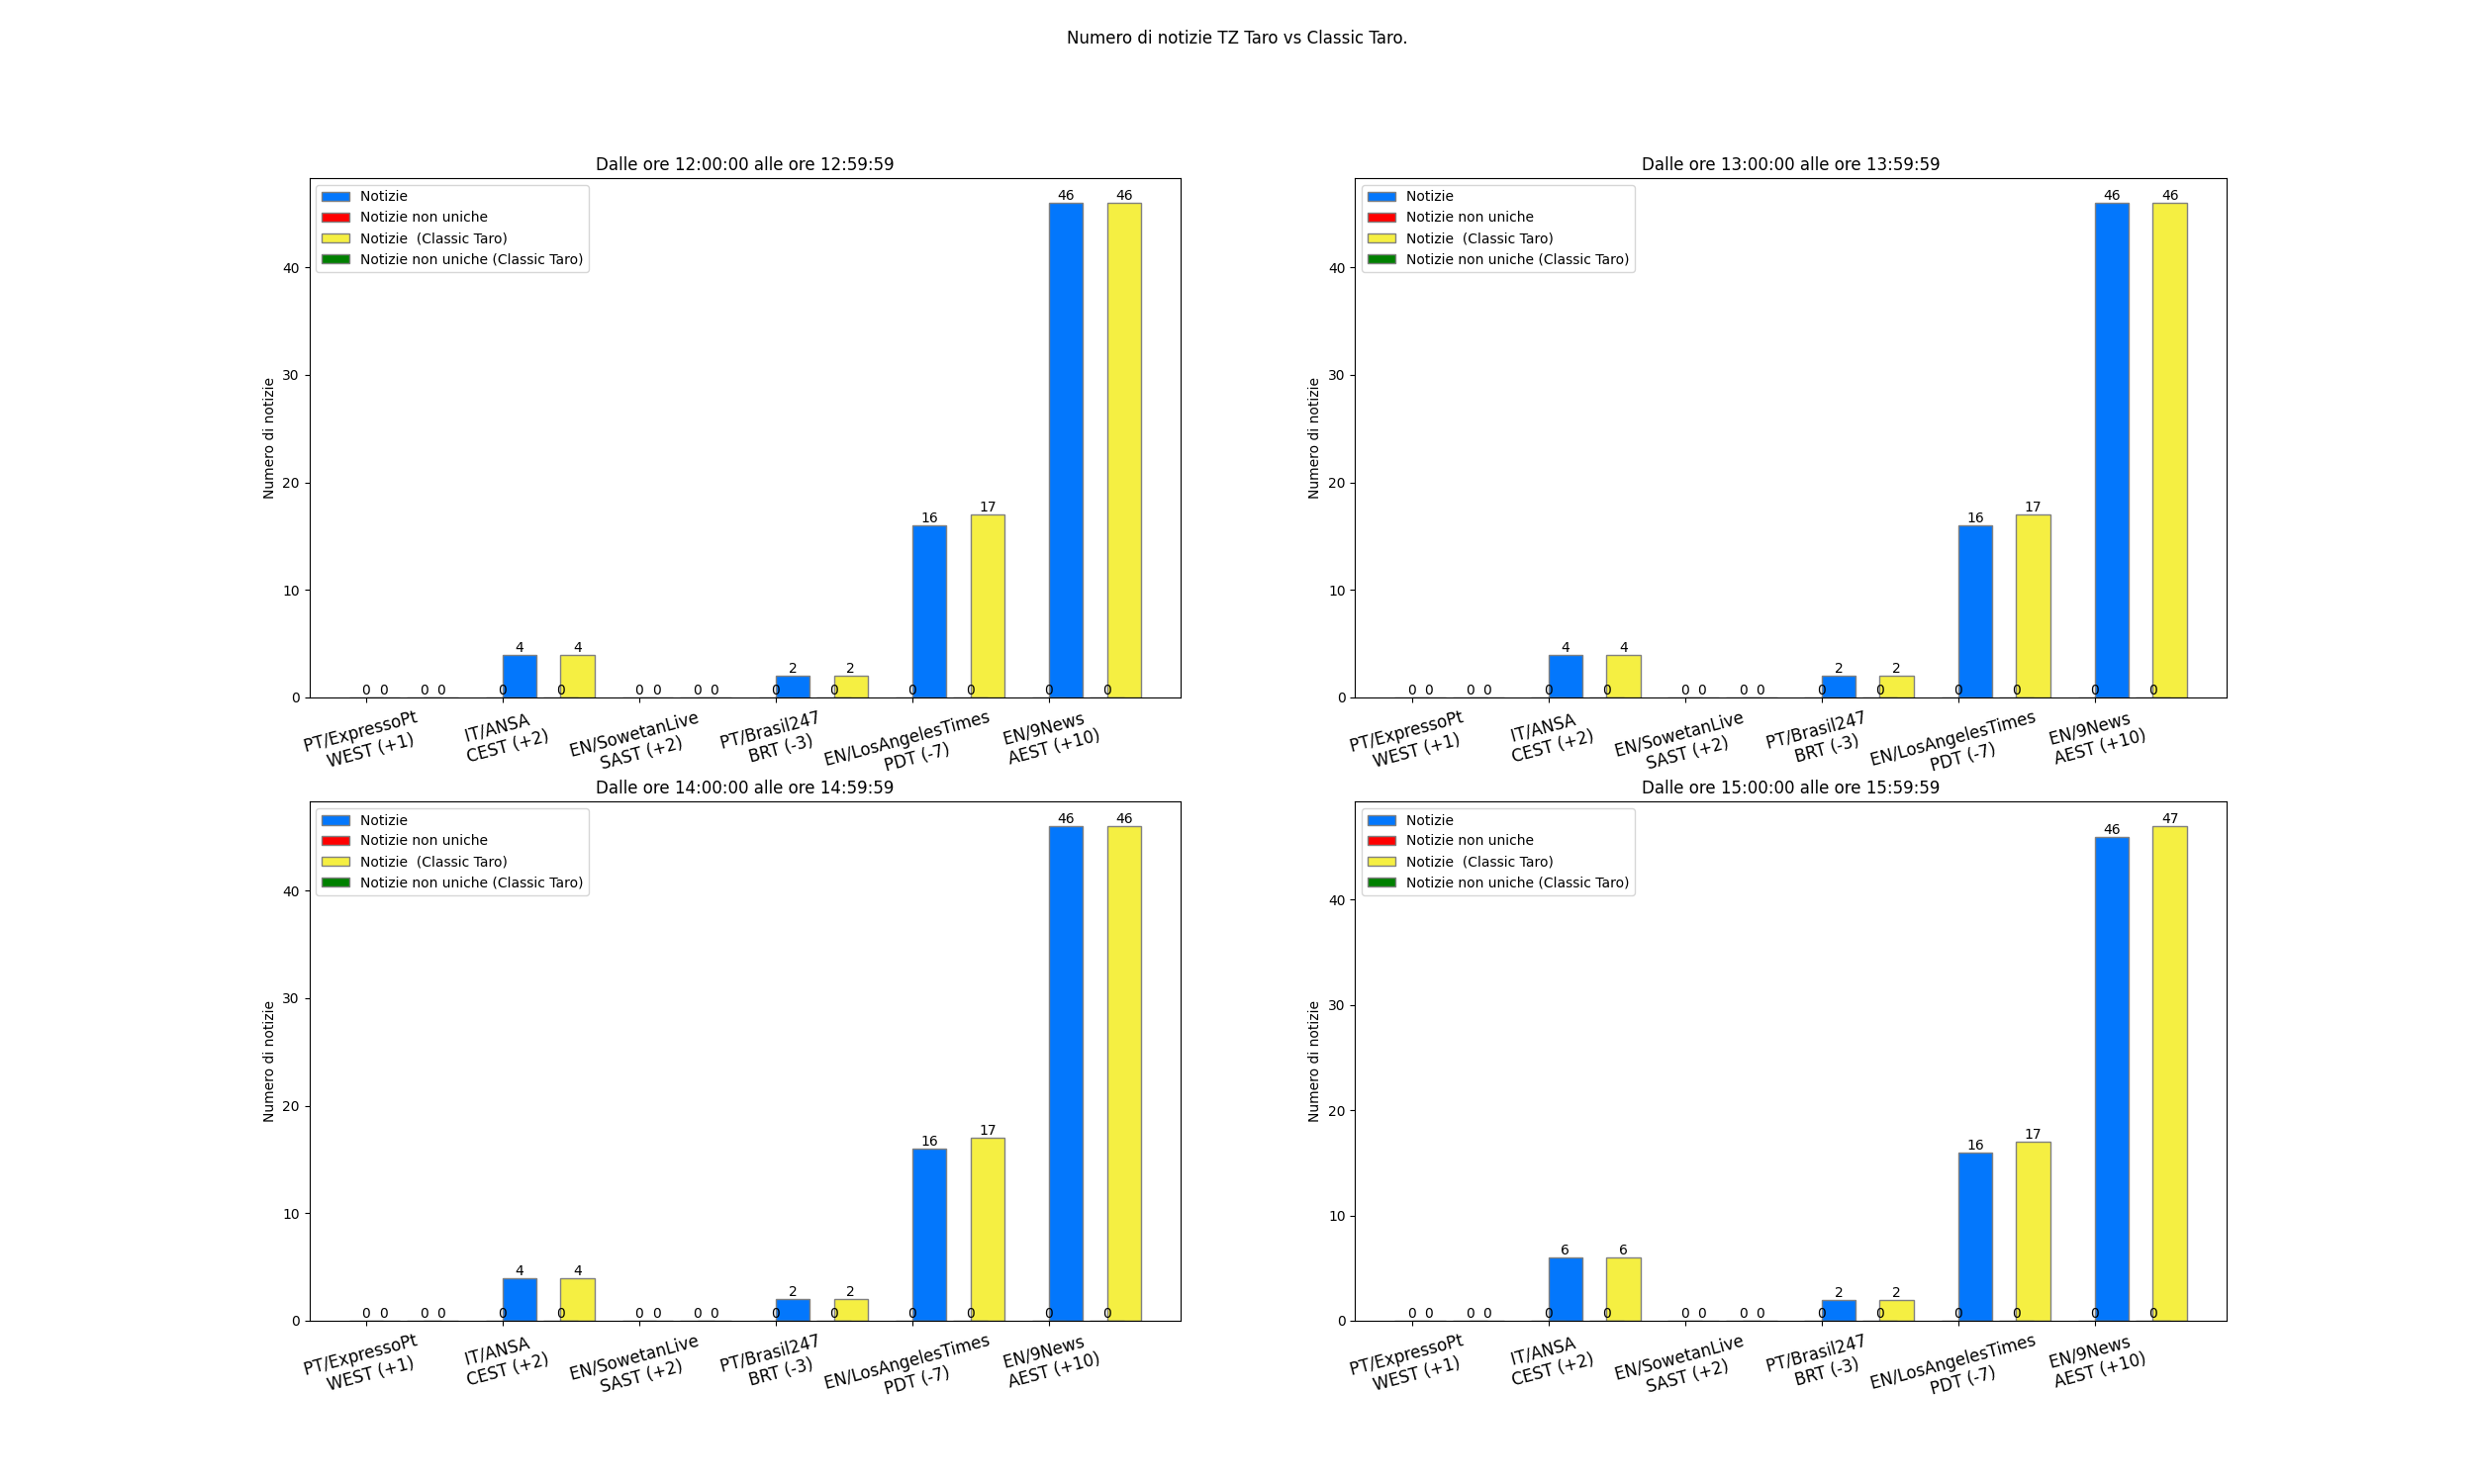 Numero di notizie TZ Taro vs Classic Taro.
Dalle ore 12:00:00 alle ore 12:59:59
Notizie
Notizie non uniche
Notizie  (Classic Taro)
Notizie non uniche (Classic Taro)
Numero di notizie
40
30
20
10
0
46 46
16 17
4 4
2 2
0 0 0 0 0 0 0 0 0 0 0 0 0 0 0 0
PT/ExpressoPt
WEST (+1)
IT/ANSA
CEST (+2)
EN/SowetanLive
SAST (+2)
PT/Brasil247
BRT (-3)
EN/LosAngelesTimes
PDT (-7)
EN/9News
AEST (+10)
Dalle ore 13:00:00 alle ore 13:59:59
Notizie
Notizie non uniche
Notizie  (Classic Taro)
Notizie non uniche (Classic Taro)
Numero di notizie
40
30
20
10
0
46 46
16 17
4 4
2 2
0 0 0 0 0 0 0 0 0 0 0 0 0 0 0 0
PT/ExpressoPt
WEST (+1)
IT/ANSA
CEST (+2)
EN/SowetanLive
SAST (+2)
PT/Brasil247
BRT (-3)
EN/LosAngelesTimes
PDT (-7)
EN/9News
AEST (+10)
Dalle ore 14:00:00 alle ore 14:59:59
Notizie
Notizie non uniche
Notizie  (Classic Taro)
Notizie non uniche (Classic Taro)
Numero di notizie
40
30
20
10
0
46 46
16 17
4 4
2 2
0 0 0 0 0 0 0 0 0 0 0 0 0 0 0 0
PT/ExpressoPt
WEST (+1)
IT/ANSA
CEST (+2)
EN/SowetanLive
SAST (+2)
PT/Brasil247
BRT (-3)
EN/LosAngelesTimes
PDT (-7)
EN/9News
AEST (+10)
Dalle ore 15:00:00 alle ore 15:59:59
Notizie
Notizie non uniche
Notizie  (Classic Taro)
Notizie non uniche (Classic Taro)
Numero di notizie
40
30
20
10
0
46 47
16 17
6 6
2 2
0 0 0 0 0 0 0 0 0 0 0 0 0 0 0 0
PT/ExpressoPt
WEST (+1)
IT/ANSA
CEST (+2)
EN/SowetanLive
SAST (+2)
PT/Brasil247
BRT (-3)
EN/LosAngelesTimes
PDT (-7)
EN/9News
AEST (+10)